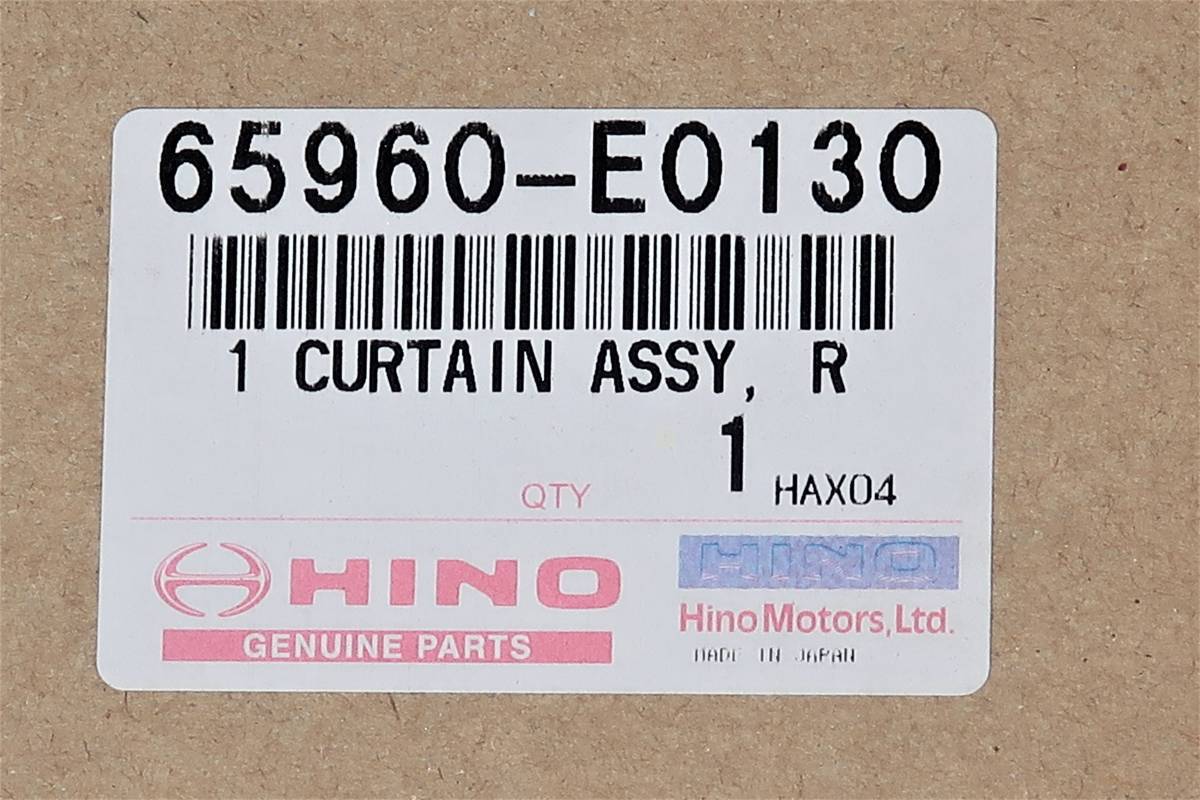 65960-E0130
1 CURTAIN ASSY, R
1
QTY
HAX04
HINO
GENUINE PARTS
HINO
Hino Motors, Ltd.
MADE IN JAPAN